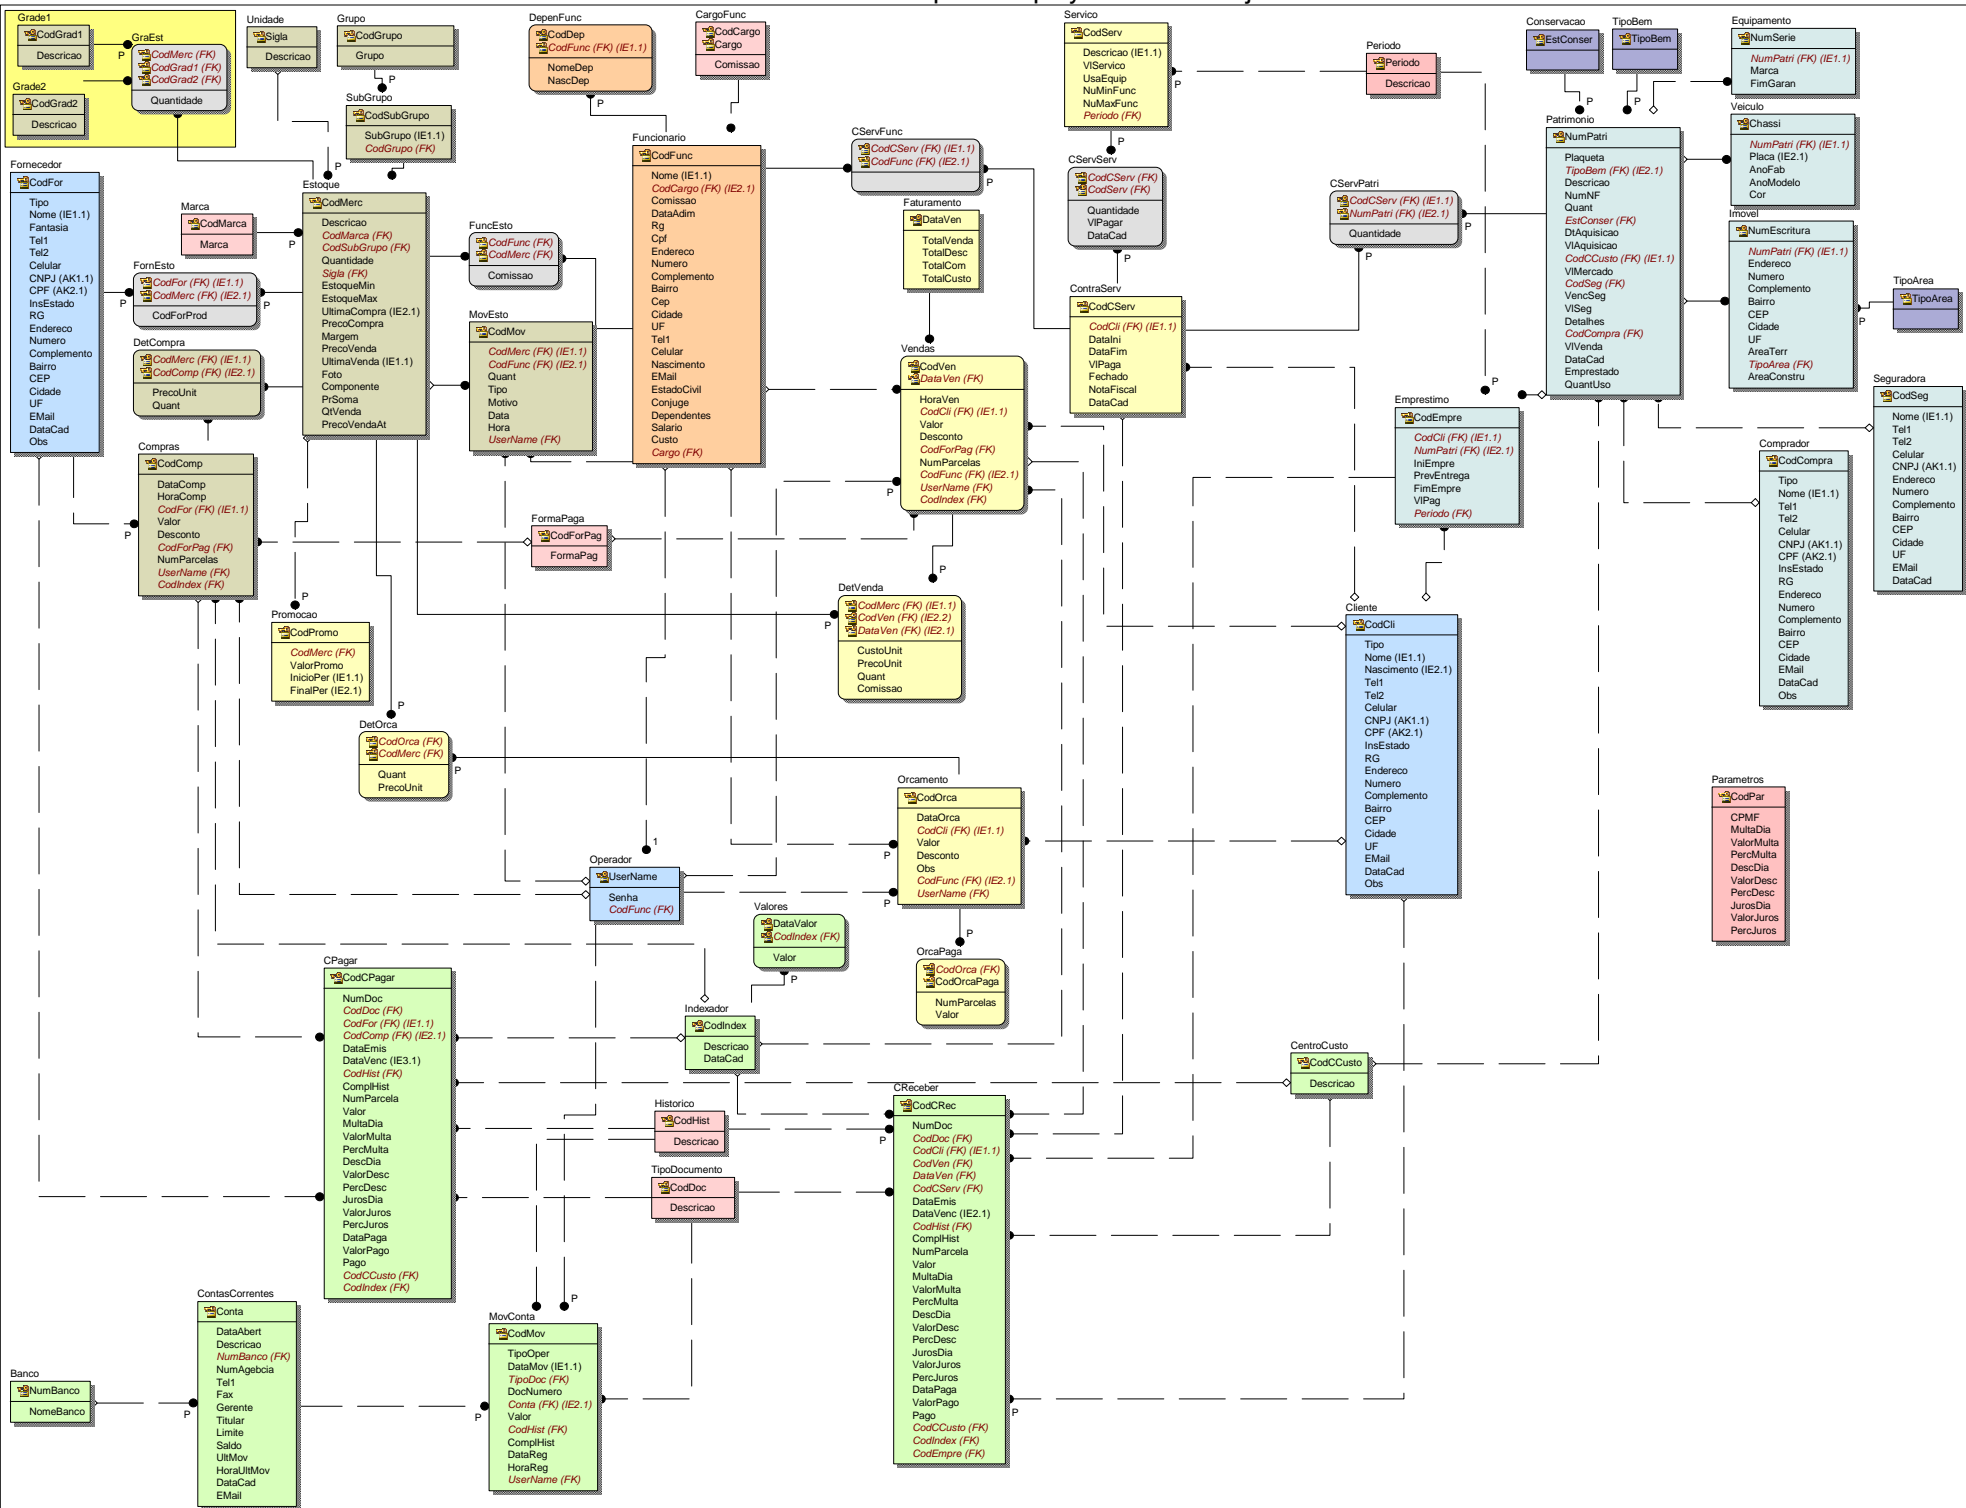 Grade1
CodGrad1
Descricao
GraEst
CodMerc (FK)
CodGrad1 (FK)
CodGrad2 (FK)
Quantidade
P
Grade2
CodGrad2
Descricao
Unidade
Sigla
Descricao
P
Grupo
CodGrupo
Grupo
P
SubGrupo
CodSubGrupo
SubGrupo (IE1.1)
CodGrupo (FK)
DepenFunc
CodDep
CodFunc (FK) (IE1.1)
NomeDep
NascDep
P
CargoFunc
CodCargo
Cargo
Comissao
P
Servico
CodServ
Descricao (IE1.1)
VlServico
UsaEquip
NuMinFunc
NuMaxFunc
Periodo (FK)
P
P
Periodo
Periodo
Descricao
Conservacao
EstConser
P
TipoBem
TipoBem
P
Equipamento
NumSerie
NumPatri (FK) (IE1.1)
Marca
FimGaran
Veiculo
Chassi
NumPatri (FK) (IE1.1)
Placa (IE2.1)
AnoFab
AnoModelo
Cor
Imovel
NumEscritura
NumPatri (FK) (IE1.1)
Endereco
Numero
Complemento
Bairro
CEP
Cidade
UF
AreaTerr
TipoArea (FK)
AreaConstru
P
TipoArea
TipoArea
Patrimonio
NumPatri
Plaqueta
TipoBem (FK) (IE2.1)
Descricao
NumNF
Quant
EstConser (FK)
DtAquisicao
VlAquisicao
CodCCusto (FK) (IE1.1)
VlMercado
CodSeg (FK)
VencSeg
VlSeg
Detalhes
CodCompra (FK)
VlVenda
DataCad
Emprestado
QuantUso
Fornecedor
CodFor
Tipo
Nome (IE1.1)
Fantasia
Tel1
Tel2
Celular
CNPJ (AK1.1)
CPF (AK2.1)
InsEstado
RG
Endereco
Numero
Complemento
Bairro
CEP
Cidade
UF
EMail
DataCad
Obs
Marca
CodMarca
Marca
P
FornEsto
CodFor (FK) (IE1.1)
CodMerc (FK) (IE2.1)
CodForProd
P
P
DetCompra
CodMerc (FK) (IE1.1)
CodComp (FK) (IE2.1)
PrecoUnit
Quant
Estoque
CodMerc
Descricao
CodMarca (FK)
CodSubGrupo (FK)
Quantidade
Sigla (FK)
EstoqueMin
EstoqueMax
UltimaCompra (IE2.1)
PrecoCompra
Margem
PrecoVenda
UltimaVenda (IE1.1)
Foto
Componente
PrSoma
QtVenda
PrecoVendaAt
FuncEsto
CodFunc (FK)
CodMerc (FK)
Comissao
P
P
MovEsto
CodMov
CodMerc (FK) (IE1.1)
CodFunc (FK) (IE2.1)
Quant
Tipo
Motivo
Data
Hora
UserName (FK)
Funcionario
CodFunc
Nome (IE1.1)
CodCargo (FK) (IE2.1)
Comissao
DataAdim
Rg
Cpf
Endereco
Numero
Complemento
Bairro
Cep
Cidade
UF
Tel1
Celular
Nascimento
EMail
EstadoCivil
Conjuge
Dependentes
Salario
Custo
Cargo (FK)
CServFunc
CodCServ (FK) (IE1.1)
CodFunc (FK) (IE2.1)
P
P
CServServ
CodCServ (FK)
CodServ (FK)
Quantidade
VlPagar
DataCad
P
CServPatri
CodCServ (FK) (IE1.1)
NumPatri (FK) (IE2.1)
Quantidade
P
P
Faturamento
DataVen
TotalVenda
TotalDesc
TotalCom
TotalCusto
P
ContraServ
CodCServ
CodCli (FK) (IE1.1)
DataIni
DataFim
VlPaga
Fechado
NotaFiscal
DataCad
Vendas
CodVen
DataVen (FK)
HoraVen
CodCli (FK) (IE1.1)
Valor
Desconto
CodForPag (FK)
NumParcelas
CodFunc (FK) (IE2.1)
UserName (FK)
CodIndex (FK)
P
P
Emprestimo
CodEmpre
CodCli (FK) (IE1.1)
NumPatri (FK) (IE2.1)
IniEmpre
PrevEntrega
FimEmpre
VlPag
Periodo (FK)
P
Seguradora
CodSeg
Nome (IE1.1)
Tel1
Tel2
Celular
CNPJ (AK1.1)
Endereco
Numero
Complemento
Bairro
CEP
Cidade
UF
EMail
DataCad
Comprador
CodCompra
Tipo
Nome (IE1.1)
Tel1
Tel2
Celular
CNPJ (AK1.1)
CPF (AK2.1)
InsEstado
RG
Endereco
Numero
Complemento
Bairro
CEP
Cidade
EMail
DataCad
Obs
Compras
CodComp
DataComp
HoraComp
CodFor (FK) (IE1.1)
Valor
Desconto
CodForPag (FK)
NumParcelas
UserName (FK)
CodIndex (FK)
P
FormaPaga
CodForPag
FormaPag
P
Promocao
CodPromo
CodMerc (FK)
ValorPromo
InicioPer (IE1.1)
FinalPer (IE2.1)
P
DetVenda
CodMerc (FK) (IE1.1)
CodVen (FK) (IE2.2)
DataVen (FK) (IE2.1)
CustoUnit
PrecoUnit
Quant
Comissao
P
P
Cliente
CodCli
Tipo
Nome (IE1.1)
Nascimento (IE2.1)
Tel1
Tel2
Celular
CNPJ (AK1.1)
CPF (AK2.1)
InsEstado
RG
Endereco
Numero
Complemento
Bairro
CEP
Cidade
UF
EMail
DataCad
Obs
DetOrca
CodOrca (FK)
CodMerc (FK)
Quant
PrecoUnit
P
P
Orcamento
CodOrca
DataOrca
CodCli (FK) (IE1.1)
Valor
Desconto
Obs
CodFunc (FK) (IE2.1)
UserName (FK)
P
P
Parametros
CodPar
CPMF
MultaDia
ValorMulta
PercMulta
DescDia
ValorDesc
PercDesc
JurosDia
ValorJuros
PercJuros
1
Operador
UserName
Senha
CodFunc (FK)
Valores
DataValor
CodIndex (FK)
Valor
P
OrcaPaga
CodOrca (FK)
CodOrcaPaga
NumParcelas
Valor
P
CPagar
CodCPagar
NumDoc
CodDoc (FK)
CodFor (FK) (IE1.1)
CodComp (FK) (IE2.1)
DataEmis
DataVenc (IE3.1)
CodHist (FK)
ComplHist
NumParcela
Valor
MultaDia
ValorMulta
PercMulta
DescDia
ValorDesc
PercDesc
JurosDia
ValorJuros
PercJuros
DataPaga
ValorPago
Pago
CodCCusto (FK)
CodIndex (FK)
Indexador
CodIndex
Descricao
DataCad
CentroCusto
CodCCusto
Descricao
Historico
CodHist
Descricao
TipoDocumento
CodDoc
Descricao
CReceber
CodCRec
NumDoc
CodDoc (FK)
CodCli (FK) (IE1.1)
CodVen (FK)
DataVen (FK)
CodCServ (FK)
DataEmis
DataVenc (IE2.1)
CodHist (FK)
ComplHist
NumParcela
Valor
MultaDia
ValorMulta
PercMulta
DescDia
ValorDesc
PercDesc
JurosDia
ValorJuros
PercJuros
DataPaga
ValorPago
Pago
CodCCusto (FK)
CodIndex (FK)
CodEmpre (FK)
P
P
ContasCorrentes
Conta
DataAbert
Descricao
NumBanco (FK)
NumAgebcia
Tel1
Fax
Gerente
Titular
Limite
Saldo
UltMov
HoraUltMov
DataCad
EMail
P
Banco
NumBanco
NomeBanco
MovConta
CodMov
TipoOper
DataMov (IE1.1)
TipoDoc (FK)
DocNumero
Conta (FK) (IE2.1)
Valor
CodHist (FK)
ComplHist
DataReg
HoraReg
UserName (FK)
P
P